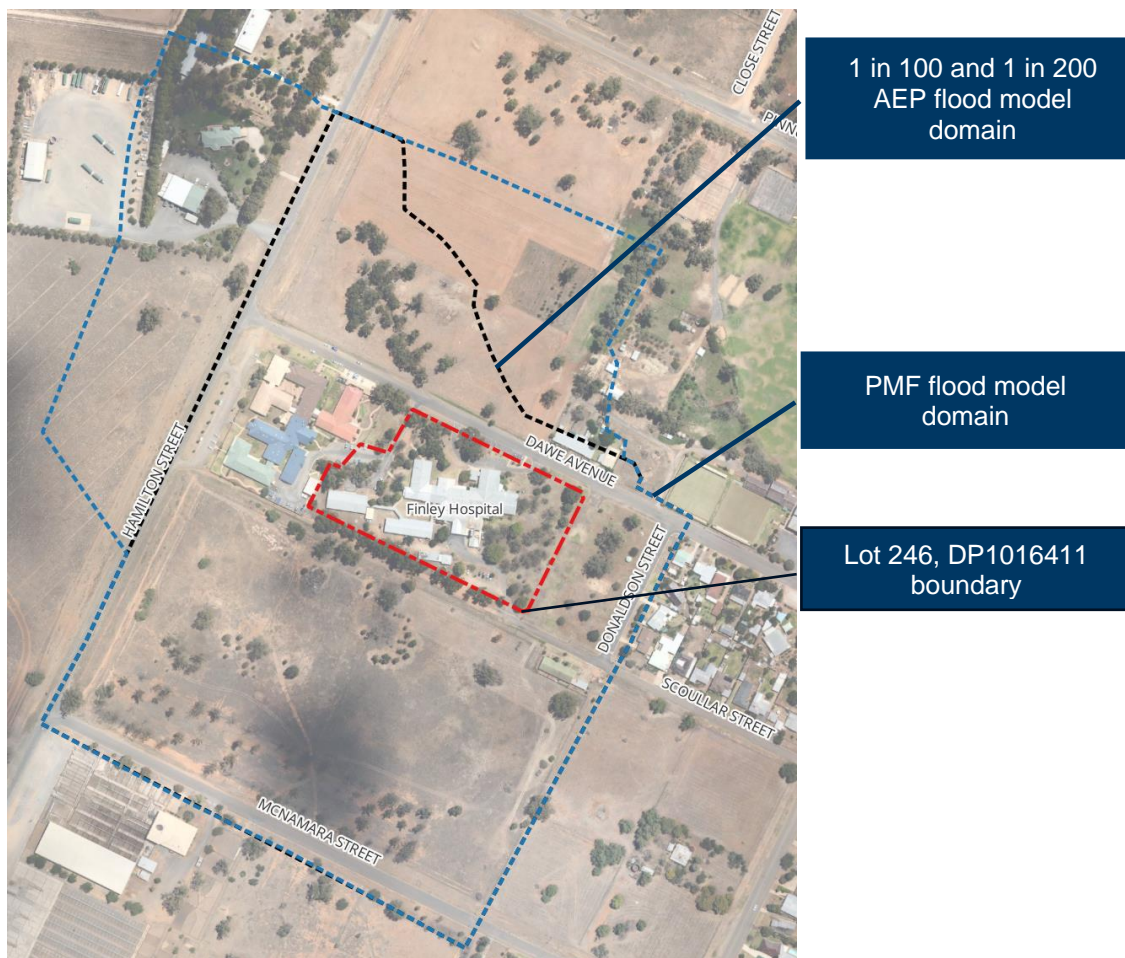 CLOSE STREET
PINN
1 in 100 and 1 in 200
AEP flood model
domain
PMF flood model
domain
HAMILTON STREET
DAWE AVENUE
Finley Hospital
Lot 246, DP1016411
boundary
DONALDSON STREET
SCOULLAR STREET
MCNAMARA STREET